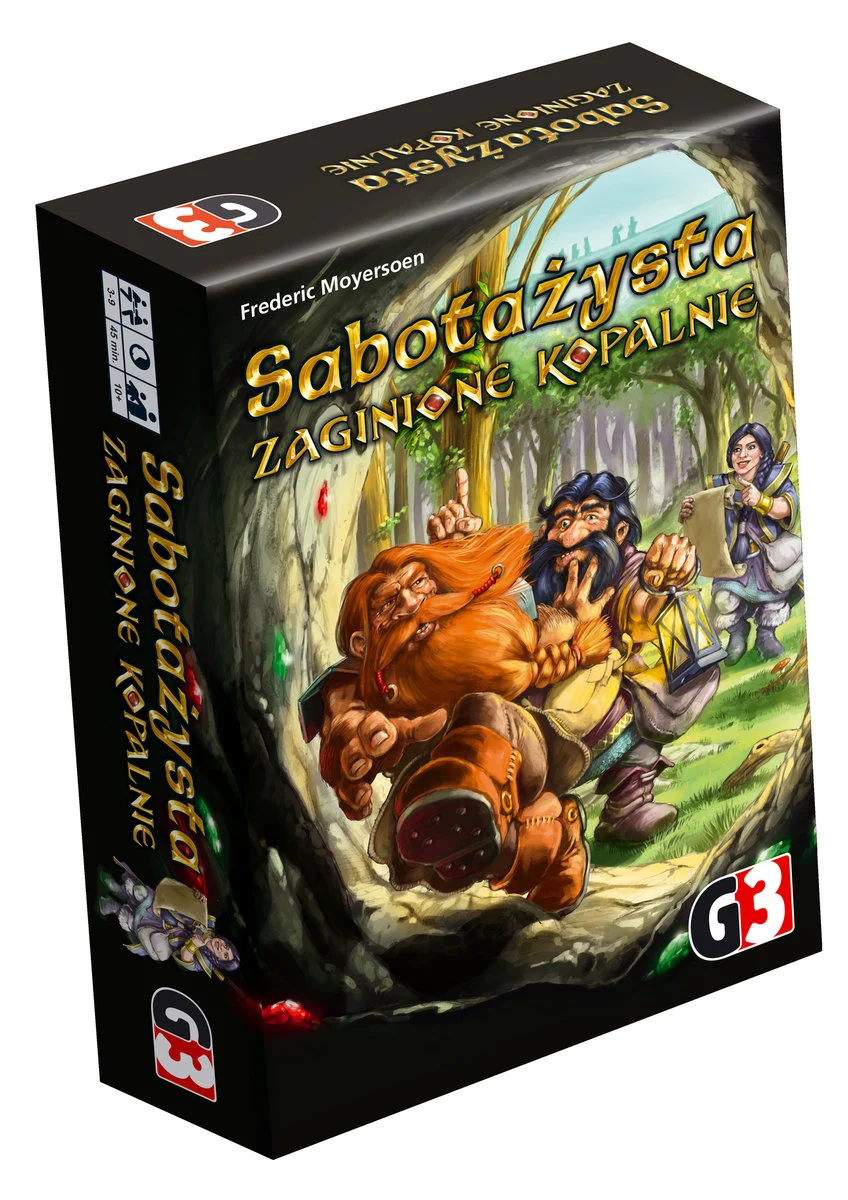 Sabotażysta
ZAGINIONE KOPALNIE
G3
Frederic Moyersoen
Sabotażysta
ZAGINIONE KOPALNIE
G3
3-9
45 min.
10+
Sabotażysta
ZAGINIONE KOPALNIE
G3